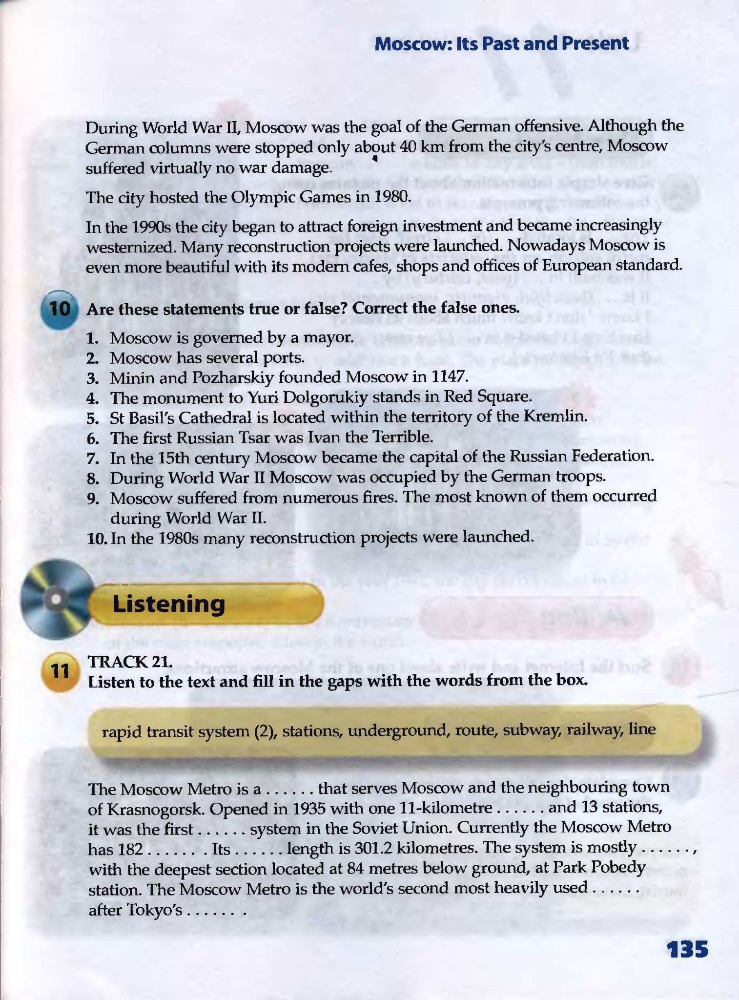 Moscow: Its Past and Present
During World War II, Moscow was the goal of the German offensive. Although the
German columns were stopped only about 40 km from the city's centre, Moscow
suffered virtually no war damage.
The city hosted the Olympic Games in 1980.
In the 1990s the city began to attract foreign investment and became increasingly
westernized. Many reconstruction projects were launched. Nowadays Moscow is
even more beautiful with its modern cafes, shops and offices of European standard.
10 Are these statements true or false? Correct the false ones.
1. Moscow is governed by a mayor.
2. Moscow has several ports.
3. Minin and Pozharskiy founded Moscow in 1147.
4. The monument to Yuri Dolgorukiy stands in Red Square.
5. St Basil's Cathedral is located within the territory of the Kremlin.
6. The first Russian Tsar was Ivan the Terrible.
7. In the 15th century Moscow became the capital of the Russian Federation.
8. During World War II Moscow was occupied by the German troops.
9. Moscow suffered from numerous fires. The most known of them occurred
during World War II.
10. In the 1980s many reconstruction projects were launched.
Listening
11 TRACK 21.
Listen to the text and fill in the gaps with the words from the box.
rapid transit system (2), stations, underground, route, subway, railway, line
The Moscow Metro is a . . . . . . that serves Moscow and the neighbouring town
of Krasnogorsk. Opened in 1935 with one 11-kilometre . . . . . . and 13 stations,
it was the first . . . . . . system in the Soviet Union. Currently the Moscow Metro
has 182 . . . . . . . Its . . . . . . length is 301.2 kilometres. The system is mostly . . . . . . ,
with the deepest section located at 84 metres below ground, at Park Pobedy
station. The Moscow Metro is the world's second most heavily used . . . . . .
after Tokyo's . . . . . . .
135